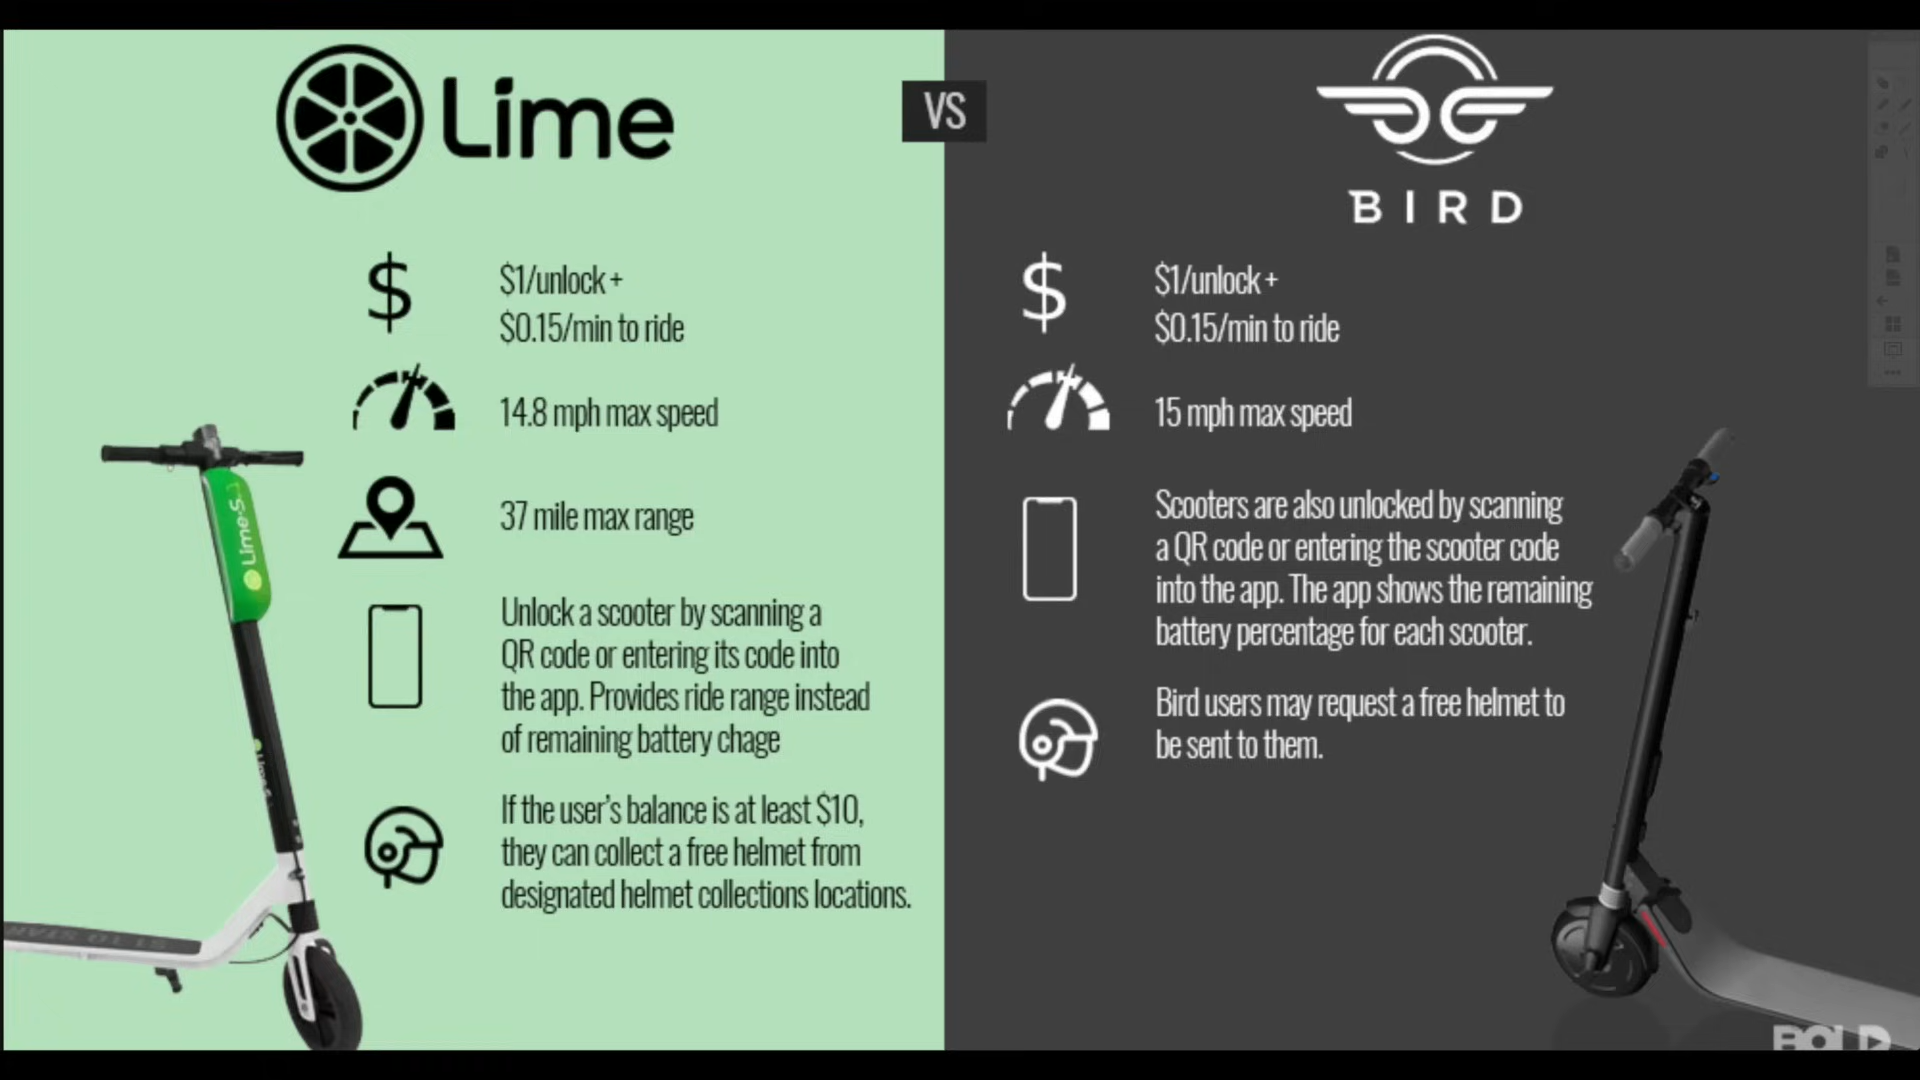 Lime
VS
BIRD
$
$1/unlock +
$0.15/min to ride
14.8 mph max speed
37 mile max range
Unlock a scooter by scanning a
QR code or entering its code into
the app. Provides ride range instead
of remaining battery chage
If the user's balance is at least $10,
they can collect a free helmet from
designated helmet collections locations.
Lime-S
$
$1/unlock +
$0.15/min to ride
15 mph max speed
Scooters are also unlocked by scanning
a QR code or entering the scooter code
into the app. The app shows the remaining
battery percentage for each scooter.
Bird users may request a free helmet to
be sent to them.
BOLD